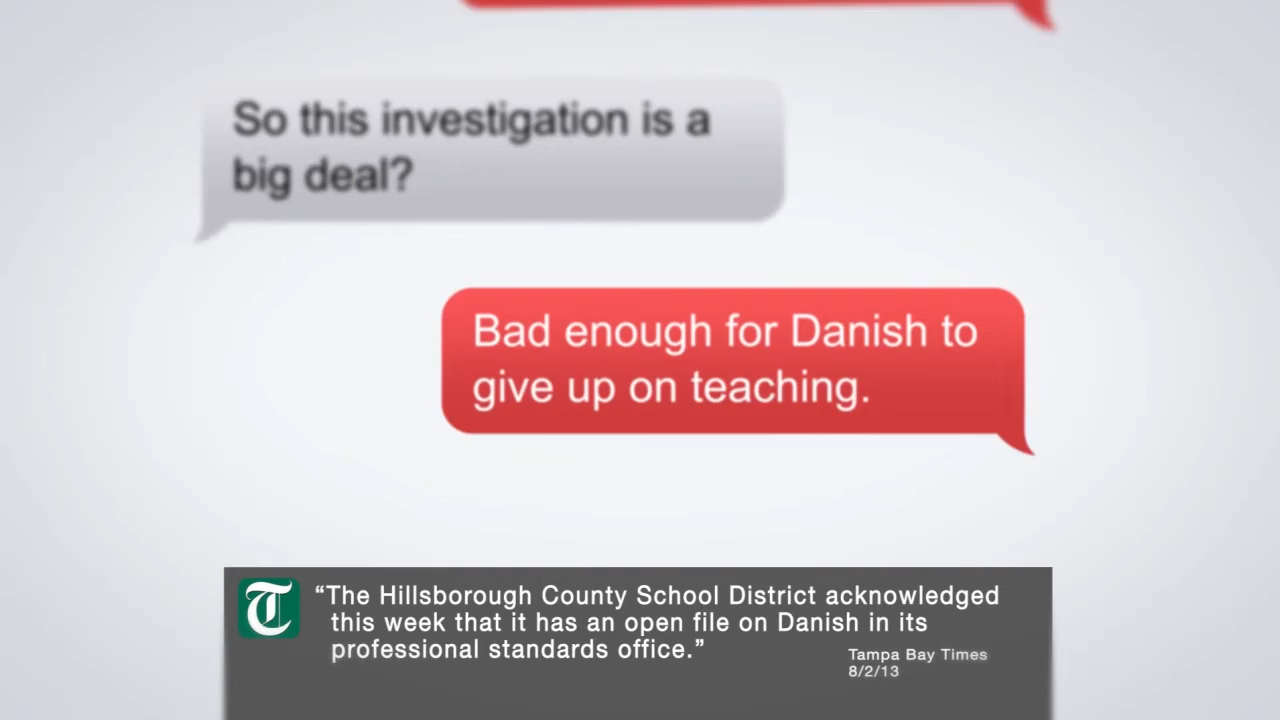 So this investigation is a
big deal?
Bad enough for Danish to
give up on teaching.
T
“The Hillsborough County School District acknowledged
this week that it has an open file on Danish in its
professional standards office.”
Tampa Bay Times
8/2/13